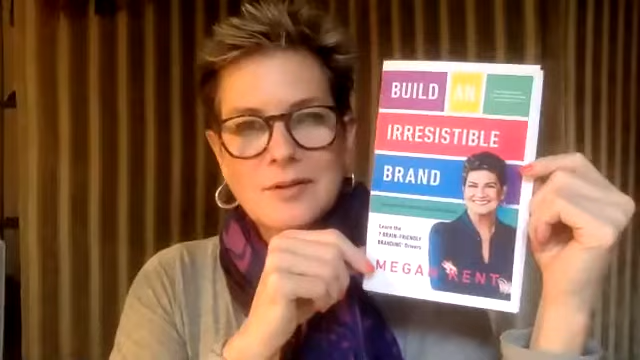 BUILD AN
IRRESISTIBLE
BRAND
Learn the
7 BRAIN-FRIENDLY
BRANDING Drivers
MEGAN KENT